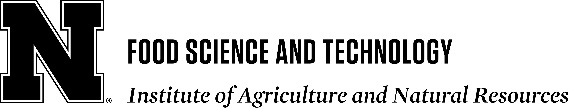 N
FOOD SCIENCE AND TECHNOLOGY
Institute of Agriculture and Natural Resources